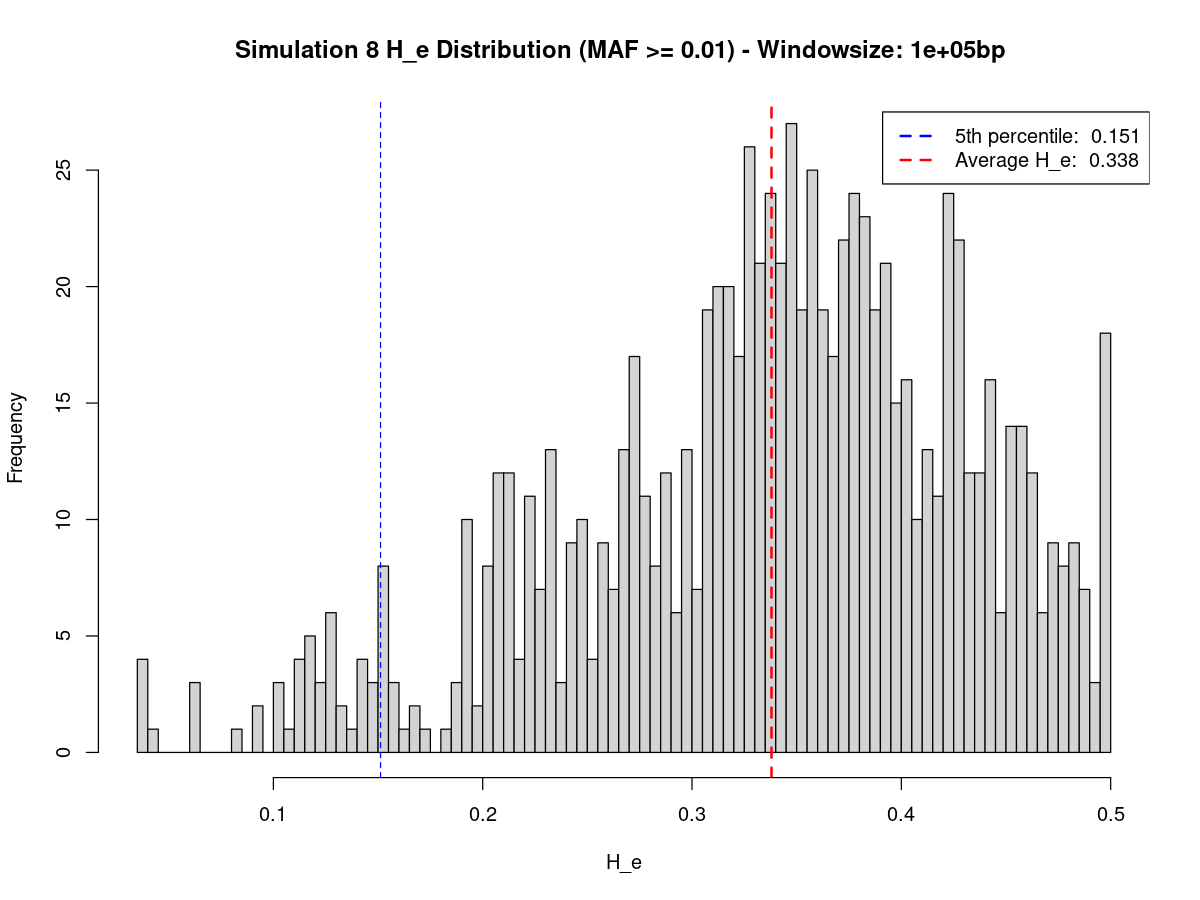 Simulation 8 H_e Distribution (MAF >= 0.01) - Windowsize: 1e+05bp
5th percentile: 0.151
Average H_e: 0.338
Frequency
25
20
15
10
5
0
0.1 0.2 0.3 0.4 0.5
H_e